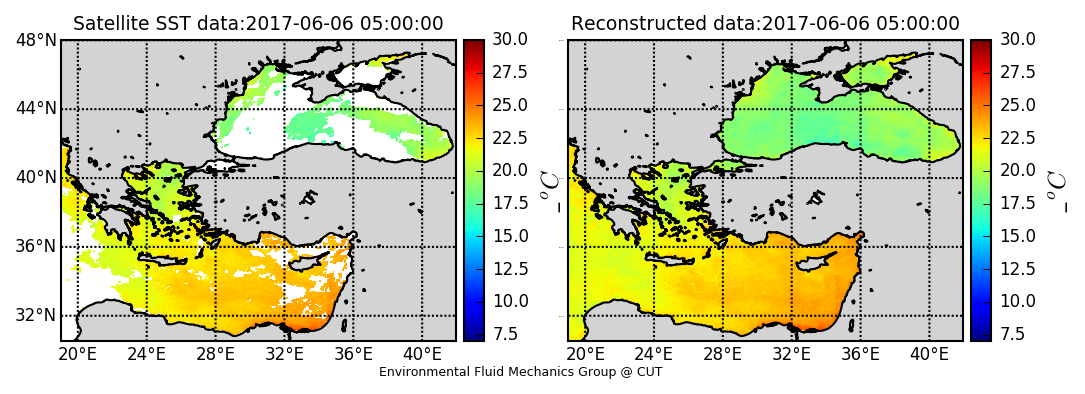 Satellite SST data:2017-06-06 05:00:00
Reconstructed data:2017-06-06 05:00:00
48°N
44°N
40°N
36°N
32°N
20°E 24°E 28°E 32°E 36°E 40°E
30.0
27.5
25.0
22.5
20.0
17.5
15.0
12.5
10.0
7.5
°C
20°E 24°E 28°E 32°E 36°E 40°E
30.0
27.5
25.0
22.5
20.0
17.5
15.0
12.5
10.0
7.5
°C
Environmental Fluid Mechanics Group @ CUT